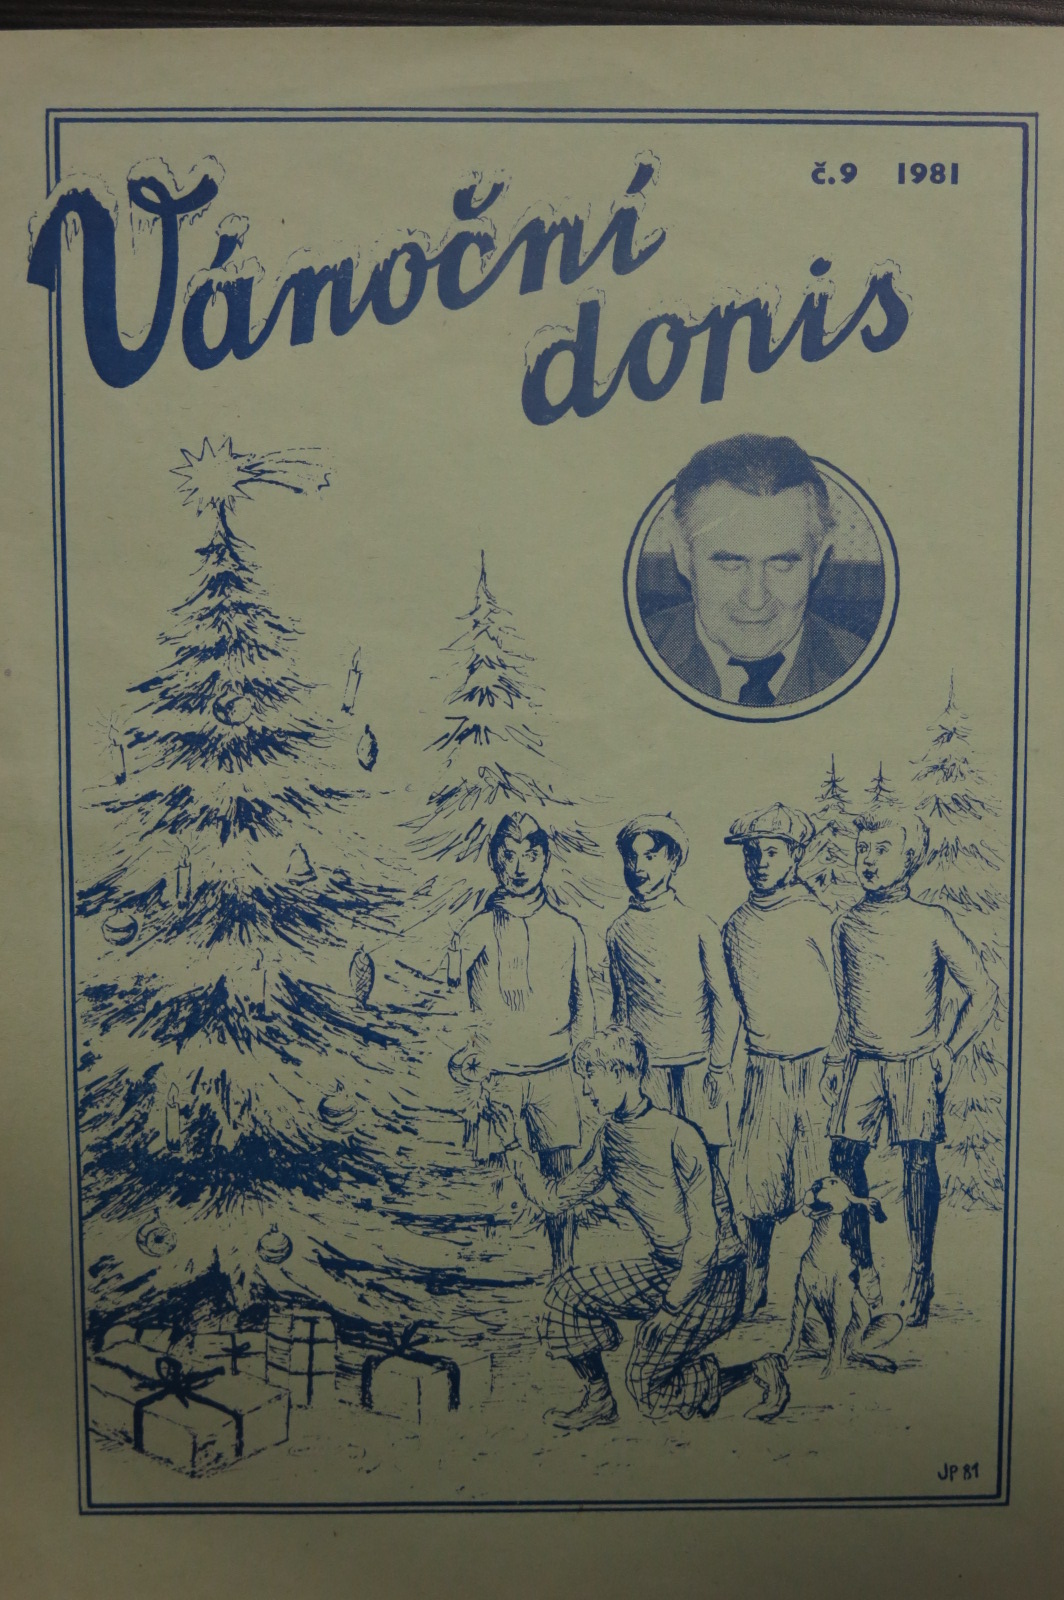 č.9 1981
Vánoční
donis
JP 81